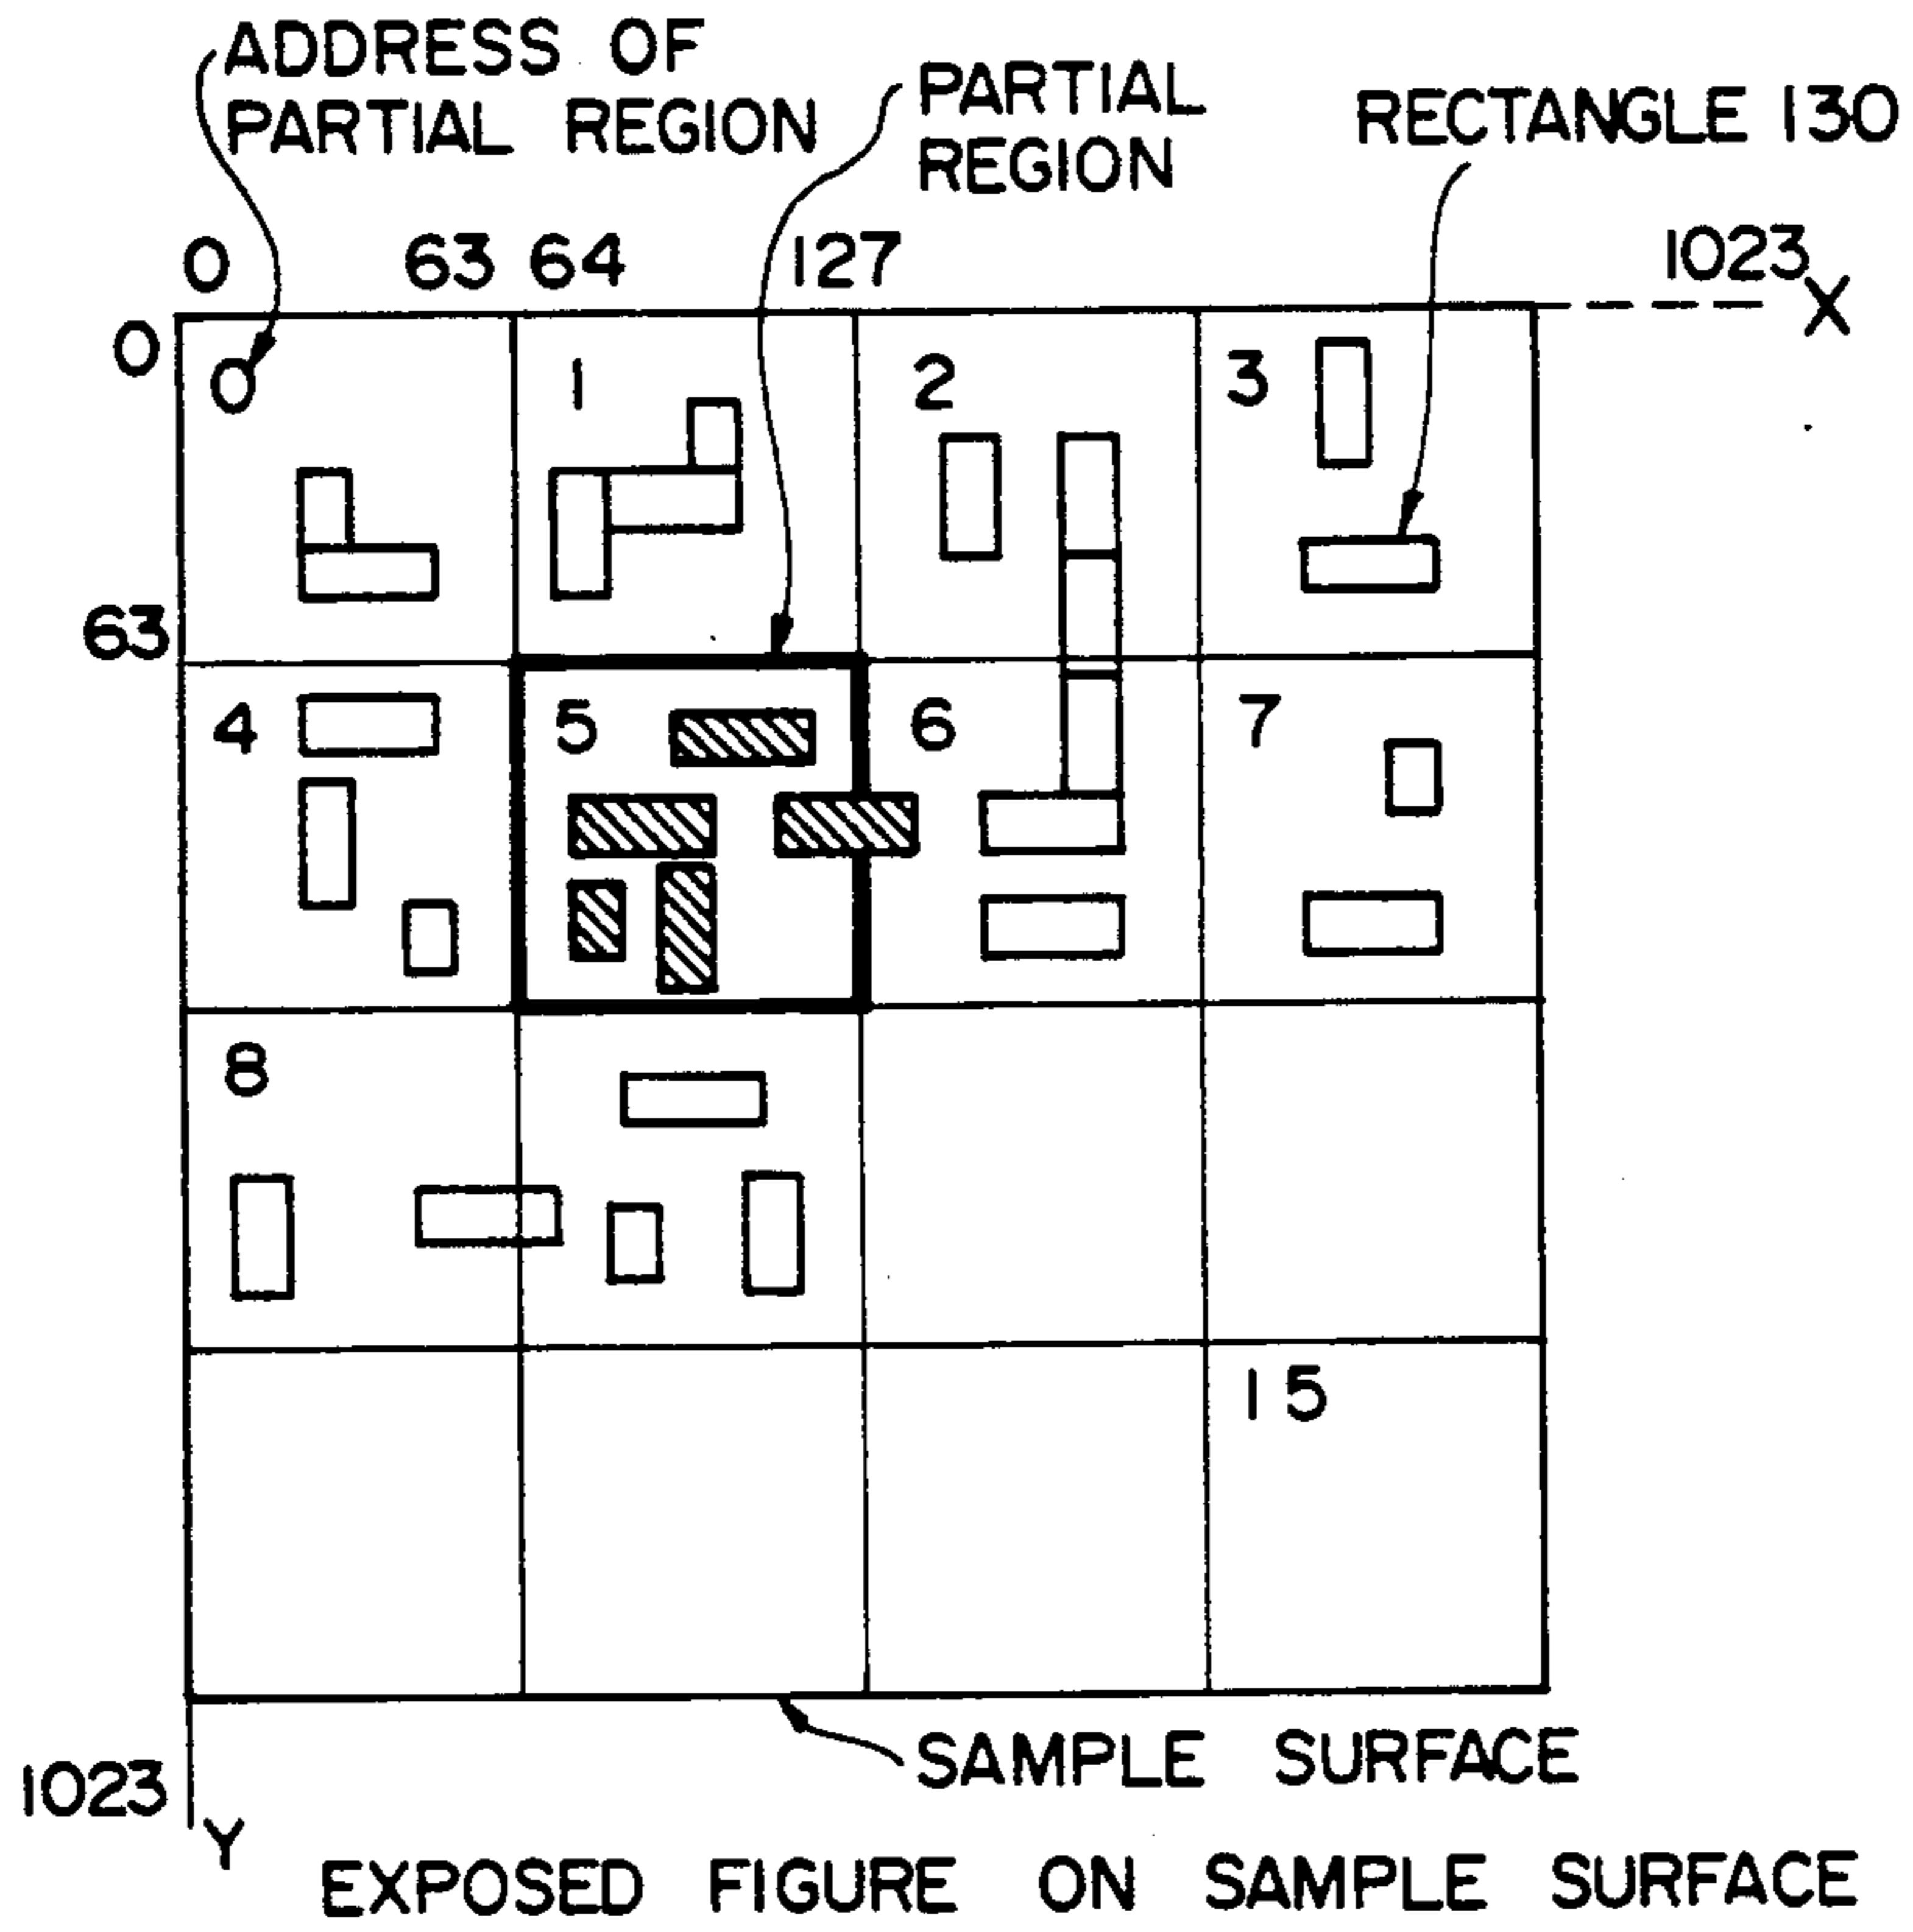 ADDRESS OF
PARTIAL REGION
PARTIAL
REGION
RECTANGLE 130
0 63 64 127 1023 X
0
0 1 2 3
63
4 5 6 7
8
15
SAMPLE SURFACE
1023
Y
EXPOSED FIGURE ON SAMPLE SURFACE